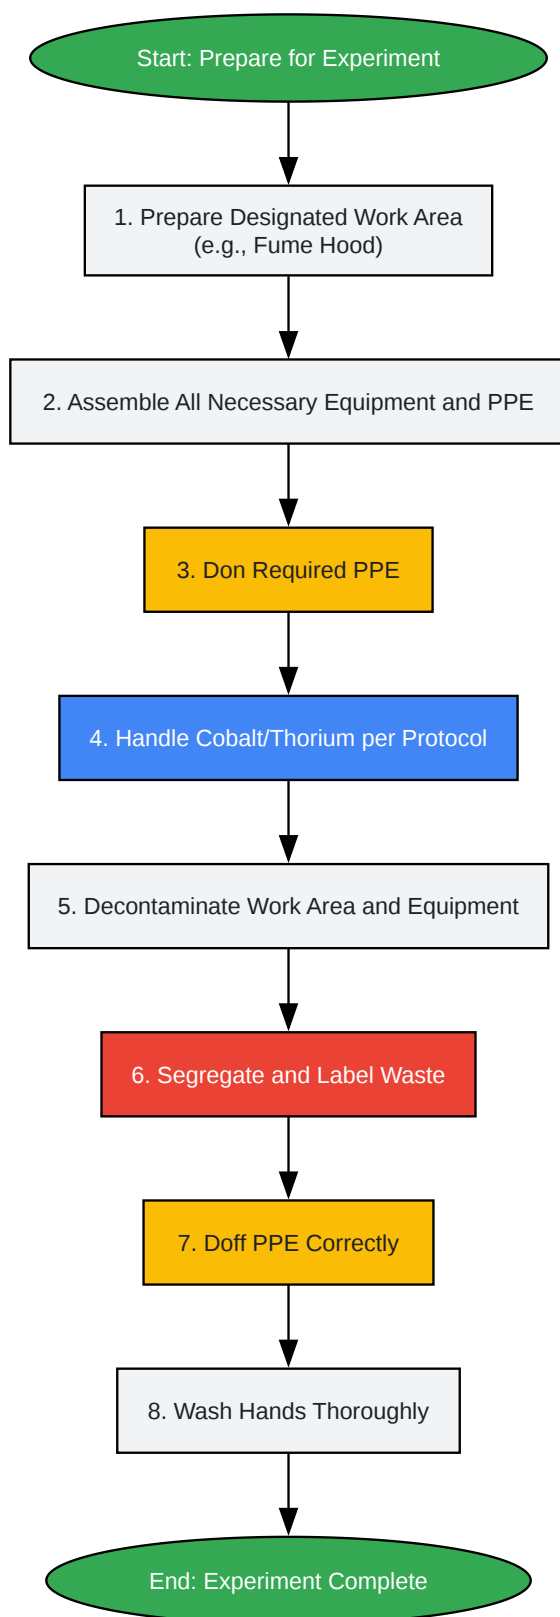 Start: Prepare for Experiment
1. Prepare Designated Work Area
(e.g., Fume Hood)
2. Assemble All Necessary Equipment and PPE
3. Don Required PPE
4. Handle Cobalt/Thorium per Protocol
5. Decontaminate Work Area and Equipment
6. Segregate and Label Waste
7. Doff PPE Correctly
8. Wash Hands Thoroughly
End: Experiment Complete